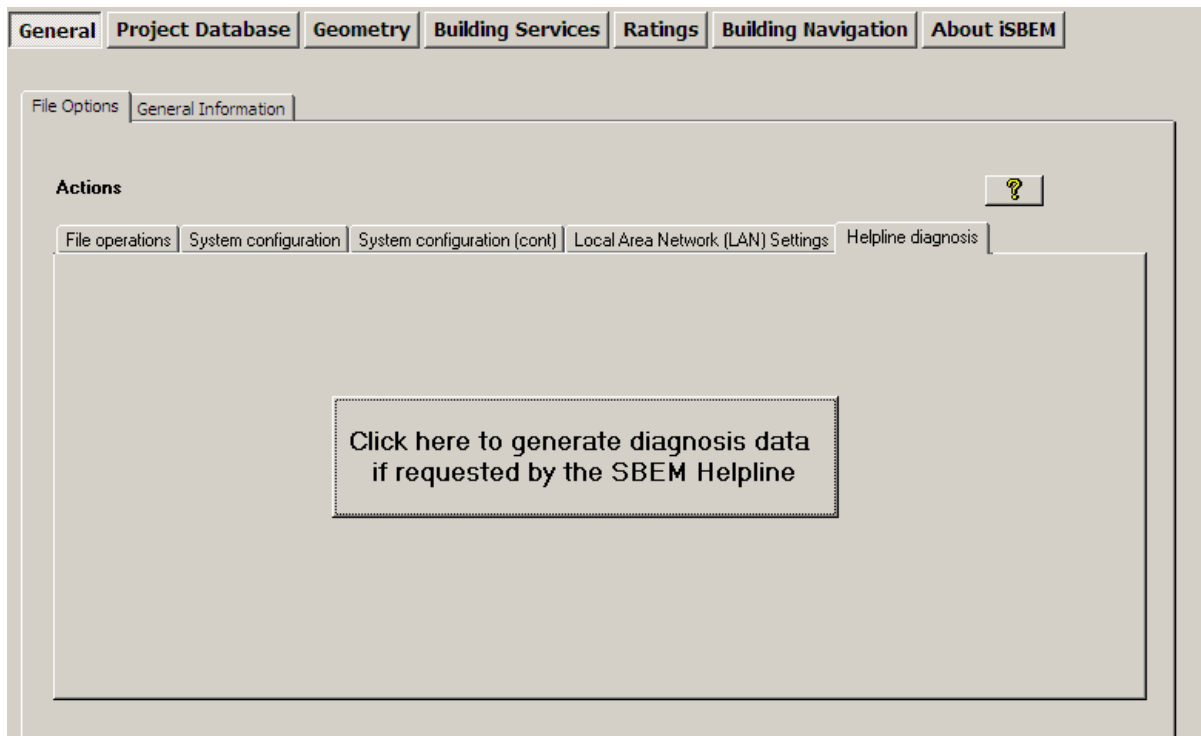 General Project Database Geometry Building Services Ratings Building Navigation About iSBEM
File Options General Information
Actions
?
File operations System configuration System configuration (cont) Local Area Network (LAN) Settings Helpline diagnosis
Click here to generate diagnosis data
if requested by the SBEM Helpline